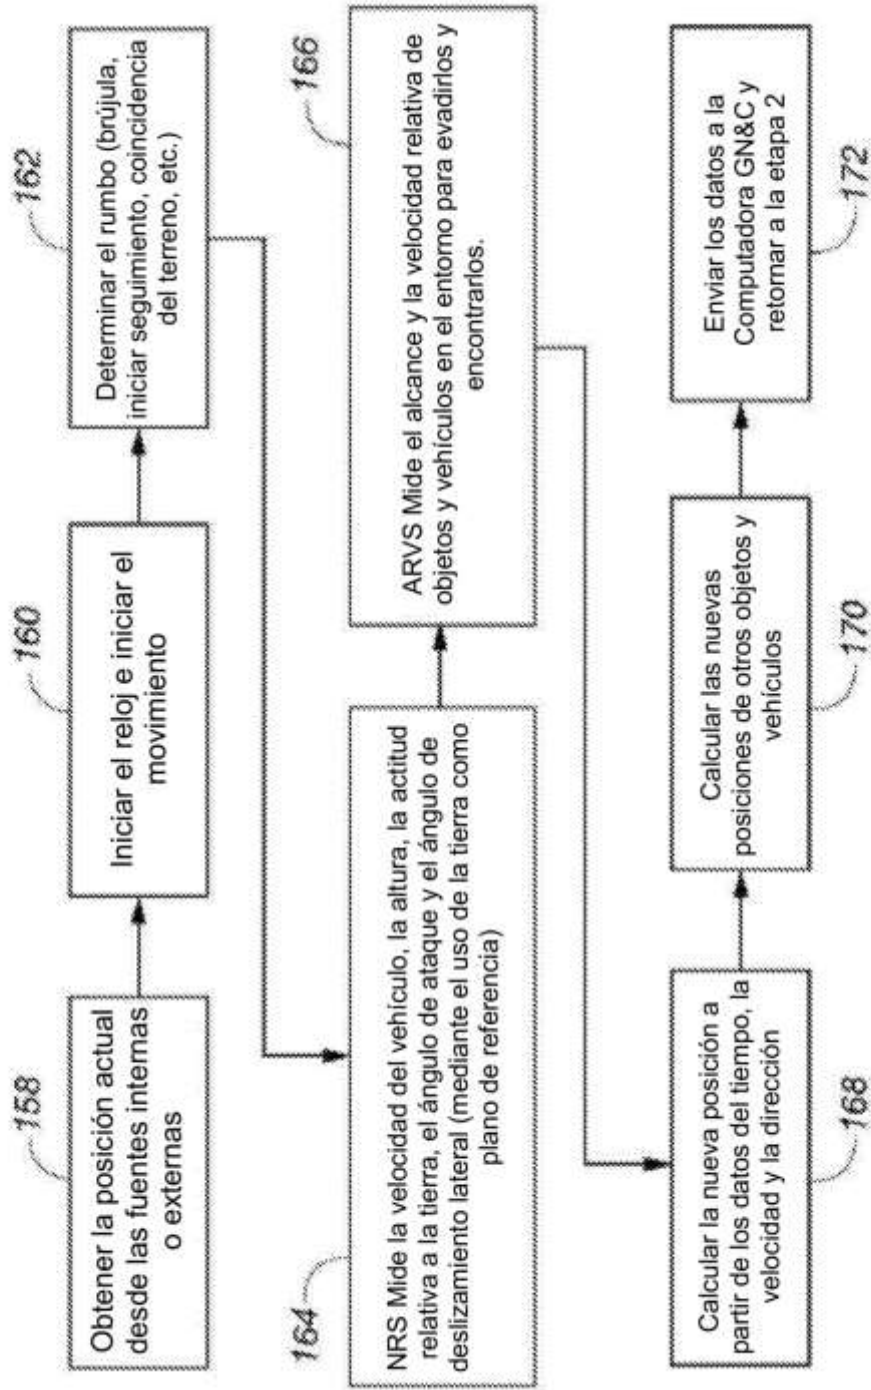 158
Obtener la posición actual
desde las fuentes internas
o externas
160
Iniciar el reloj e iniciar el
movimiento
162
Determinar el rumbo (brújula,
iniciar seguimiento, coincidencia
del terreno, etc.)
164
NRS Mide la velocidad del vehículo, la altura, la actitud
relativa a la tierra, el ángulo de ataque y el ángulo de
deslizamiento lateral (mediante el uso de la tierra como
plano de referencia)
166
ARVS Mide el alcance y la velocidad relativa de
objetos y vehículos en el entorno para evadirlos y
encontrarlos.
168
Calcular la nueva posición a
partir de los datos del tiempo, la
velocidad y la dirección
170
Calcular las nuevas
posiciones de otros objetos y
vehículos
172
Enviar los datos a la
Computadora GN&C y
retornar a la etapa 2